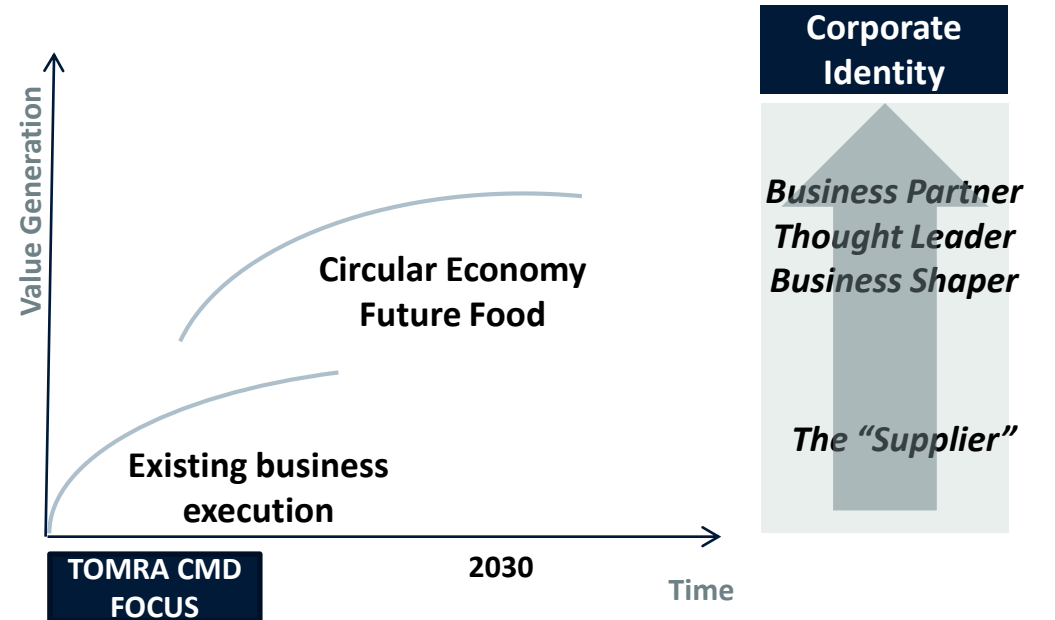 Corporate
Identity
Value Generation
Business Partner
Thought Leader
Business Shaper
Circular Economy
Future Food
The “Supplier”
Existing business
execution
TOMRA CMD
FOCUS
2030
Time